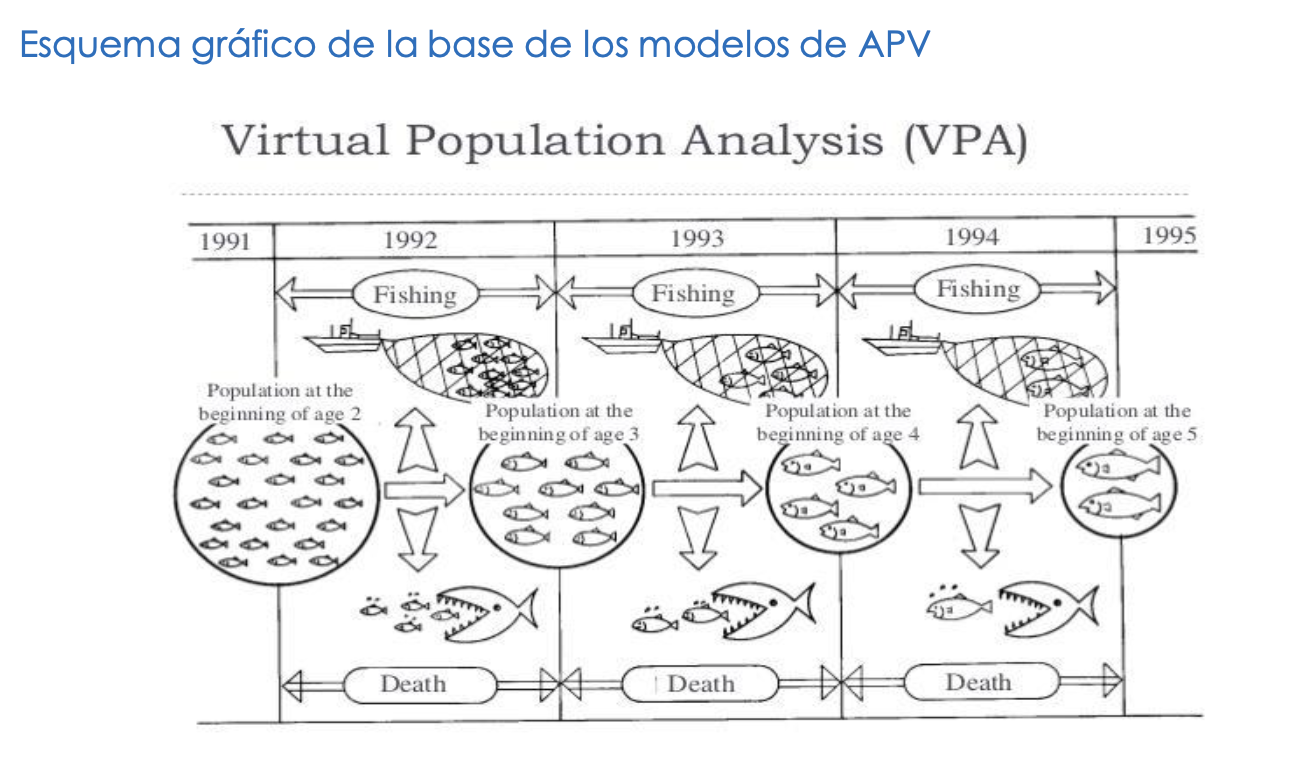 Esquema gráfico de la base de los modelos de APV
Virtual Population Analysis (VPA)
1991
1992
1993
1994
1995
Fishing
Fishing
Fishing
Population at the
beginning of age 2
Population at the
beginning of age 3
Population at the
beginning of age 4
Population at the
beginning of age 5
Death
Death
Death